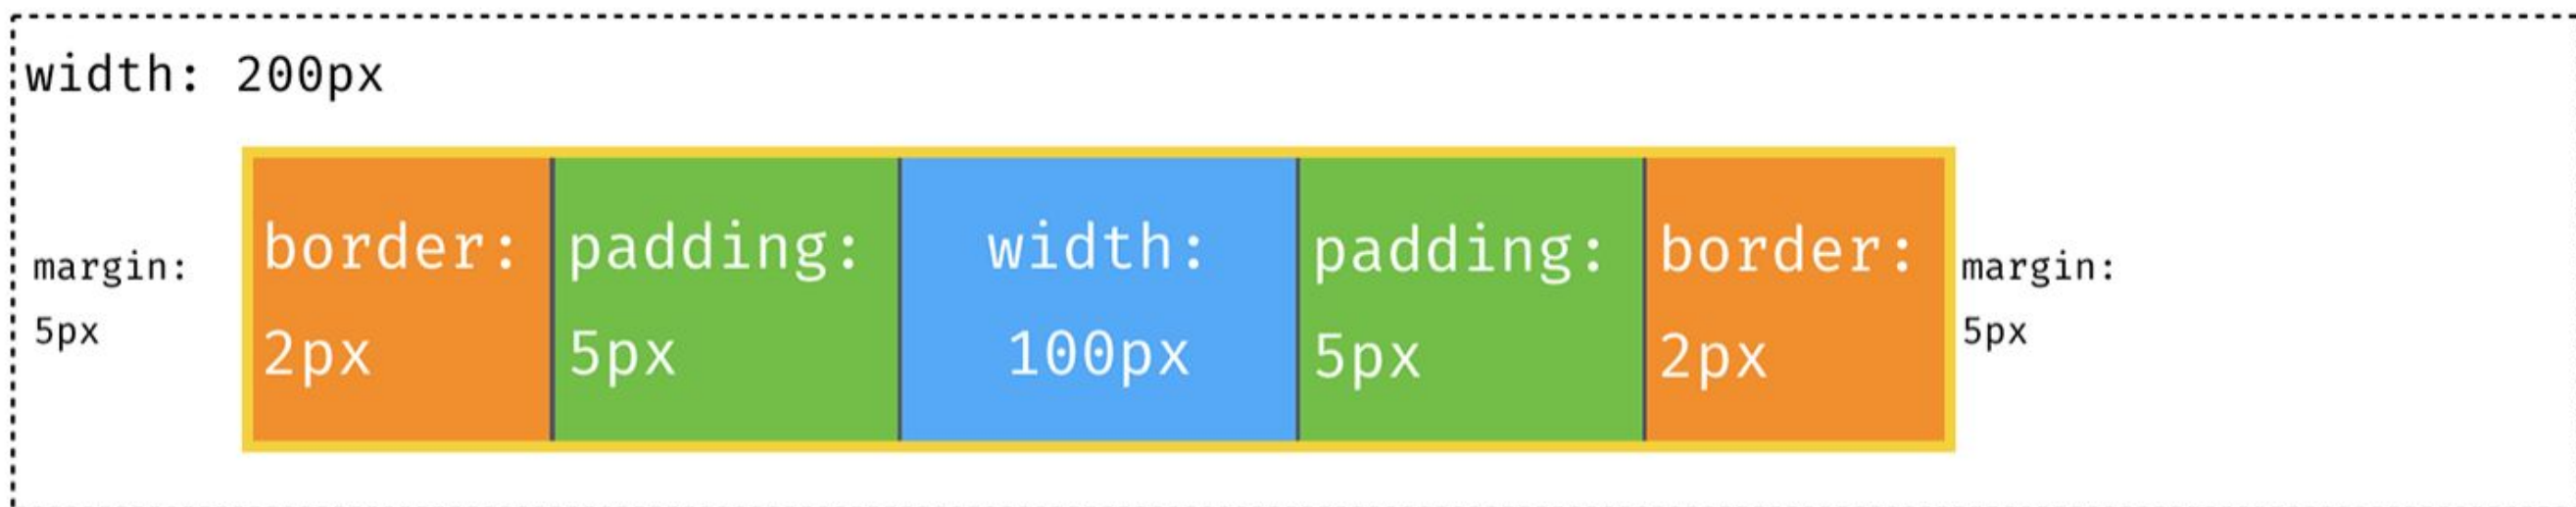 width: 200px
margin:
5px
border:
2px
padding:
5px
width:
100px
padding:
5px
border:
2px
margin:
5px